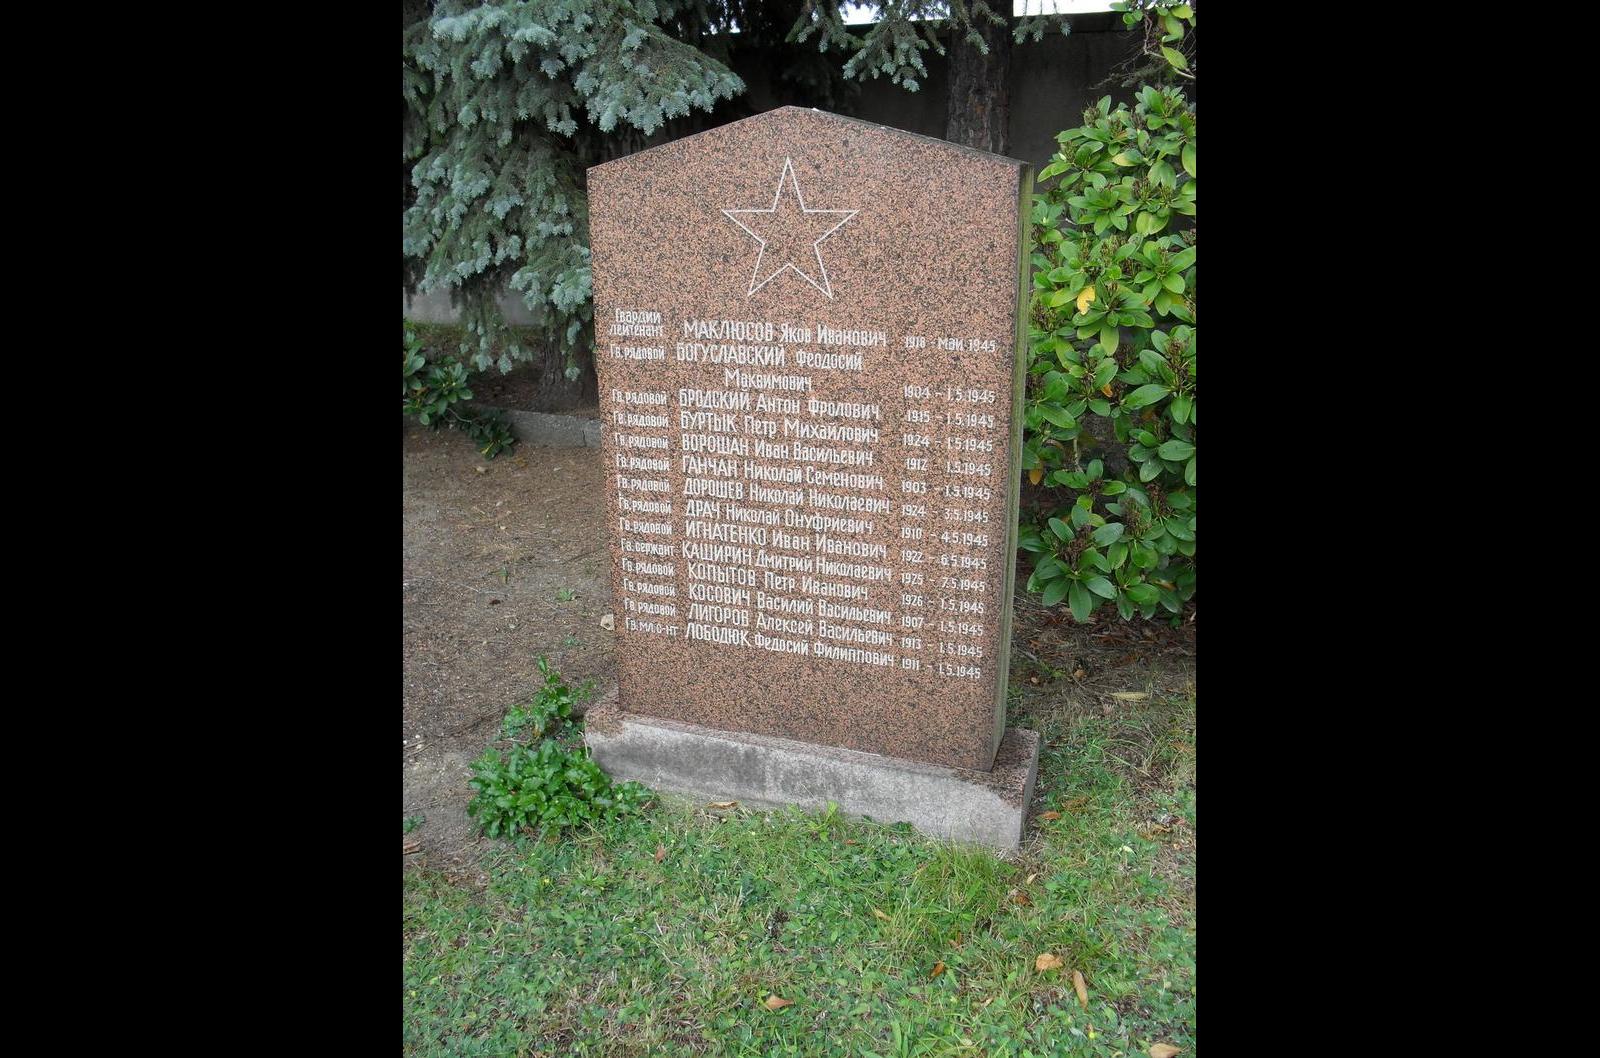 Гвардии
лейтенант МАКЛЮСОВ Яков Иванович 1918 - май 1945
Гв. рядовой БОГУСЛАВСКИЙ Феодосий
Максимович 1904 - 1.5.1945
Гв. рядовой БРОДСКИЙ Антон Фролович 1915 - 1.5.1945
Гв. рядовой БУРТЫК Петр Михайлович 1924 - 1.5.1945
Гв. рядовой ВОРОШАН Иван Васильевич 1912 - 1.5.1945
Гв. рядовой ГАНЧАН Николай Семенович 1903 - 1.5.1945
Гв. рядовой ДОРОШЕВ Николай Николаевич 1924 - 3.5.1945
Гв. рядовой ДРАЧ Николай Онуфриевич 1910 - 4.5.1945
Гв. рядовой ИГНАТЕНКО Иван Иванович 1922 - 6.5.1945
Гв. сержант КАШИРИН Дмитрий Николаевич 1925 - 7.5.1945
Гв. рядовой КОПЫТОВ Петр Иванович 1926 - 1.5.1945
Гв. рядовой КОСОВИЧ Василий Васильевич 1907 - 1.5.1945
Гв. рядовой ЛИГОРОВ Алексей Васильевич 1913 - 1.5.1945
Гв. мл. с-нт ЛОБОДЮК Федосий Филиппович 1911 - 1.5.1945